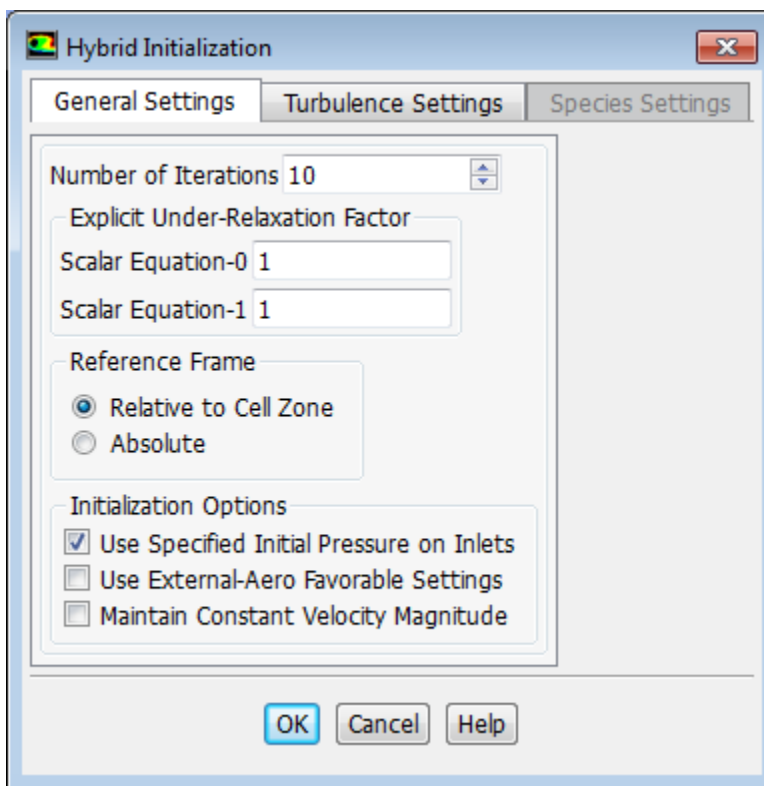 Hybrid Initialization
General Settings Turbulence Settings Species Settings
Number of Iterations 10
Explicit Under-Relaxation Factor
Scalar Equation-0 1
Scalar Equation-1 1
Reference Frame
Relative to Cell Zone
Absolute
Initialization Options
Use Specified Initial Pressure on Inlets
Use External-Aero Favorable Settings
Maintain Constant Velocity Magnitude
OK Cancel Help